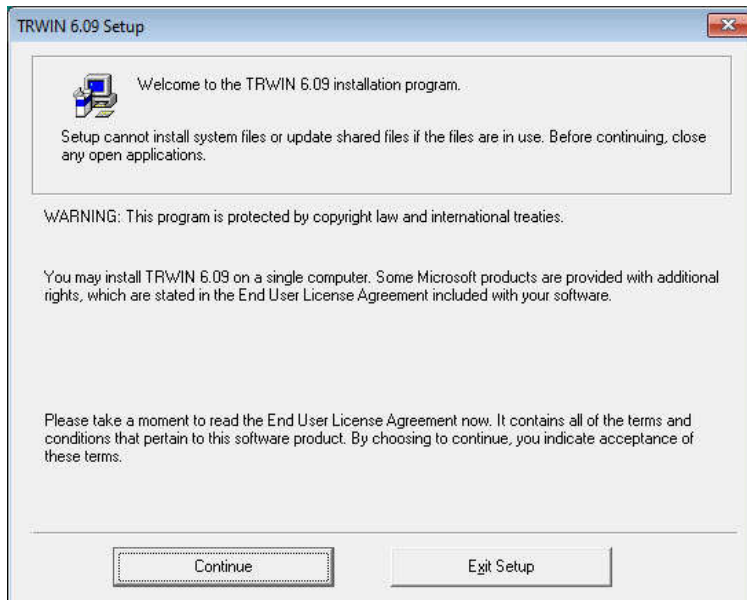 TRWIN 6.09 Setup
Welcome to the TRWIN 6.09 installation program.
Setup cannot install system files or update shared files if the files are in use. Before continuing, close
any open applications.
WARNING: This program is protected by copyright law and international treaties.
You may install TRWIN 6.09 on a single computer. Some Microsoft products are provided with additional
rights, which are stated in the End User License Agreement included with your software.
Please take a moment to read the End User License Agreement now. It contains all of the terms and
conditions that pertain to this software product. By choosing to continue, you indicate acceptance of
these terms.
Continue
Exit Setup